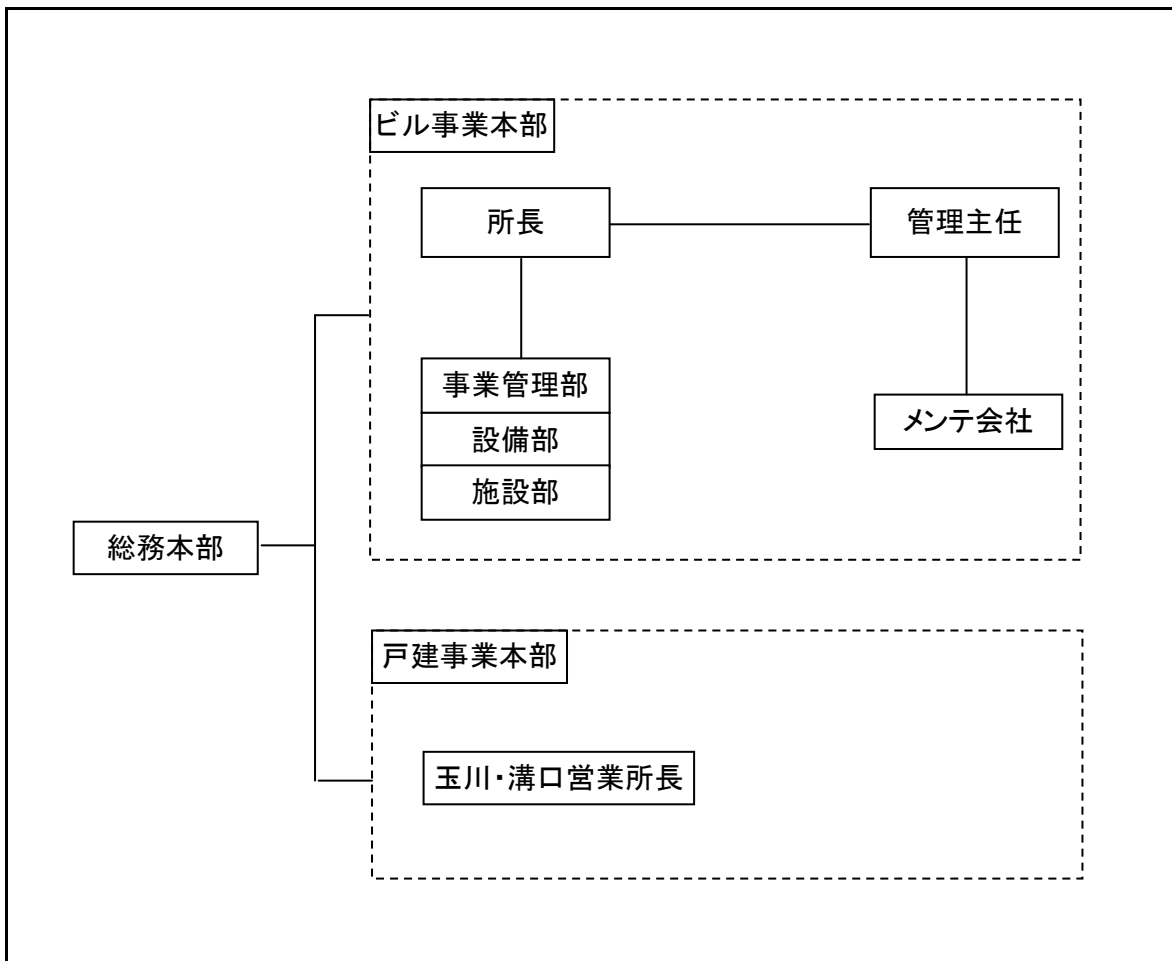 ビル事業本部
所長
管理主任
事業管理部
設備部
施設部
メンテ会社
総務本部
戸建事業本部
玉川・溝口営業所長